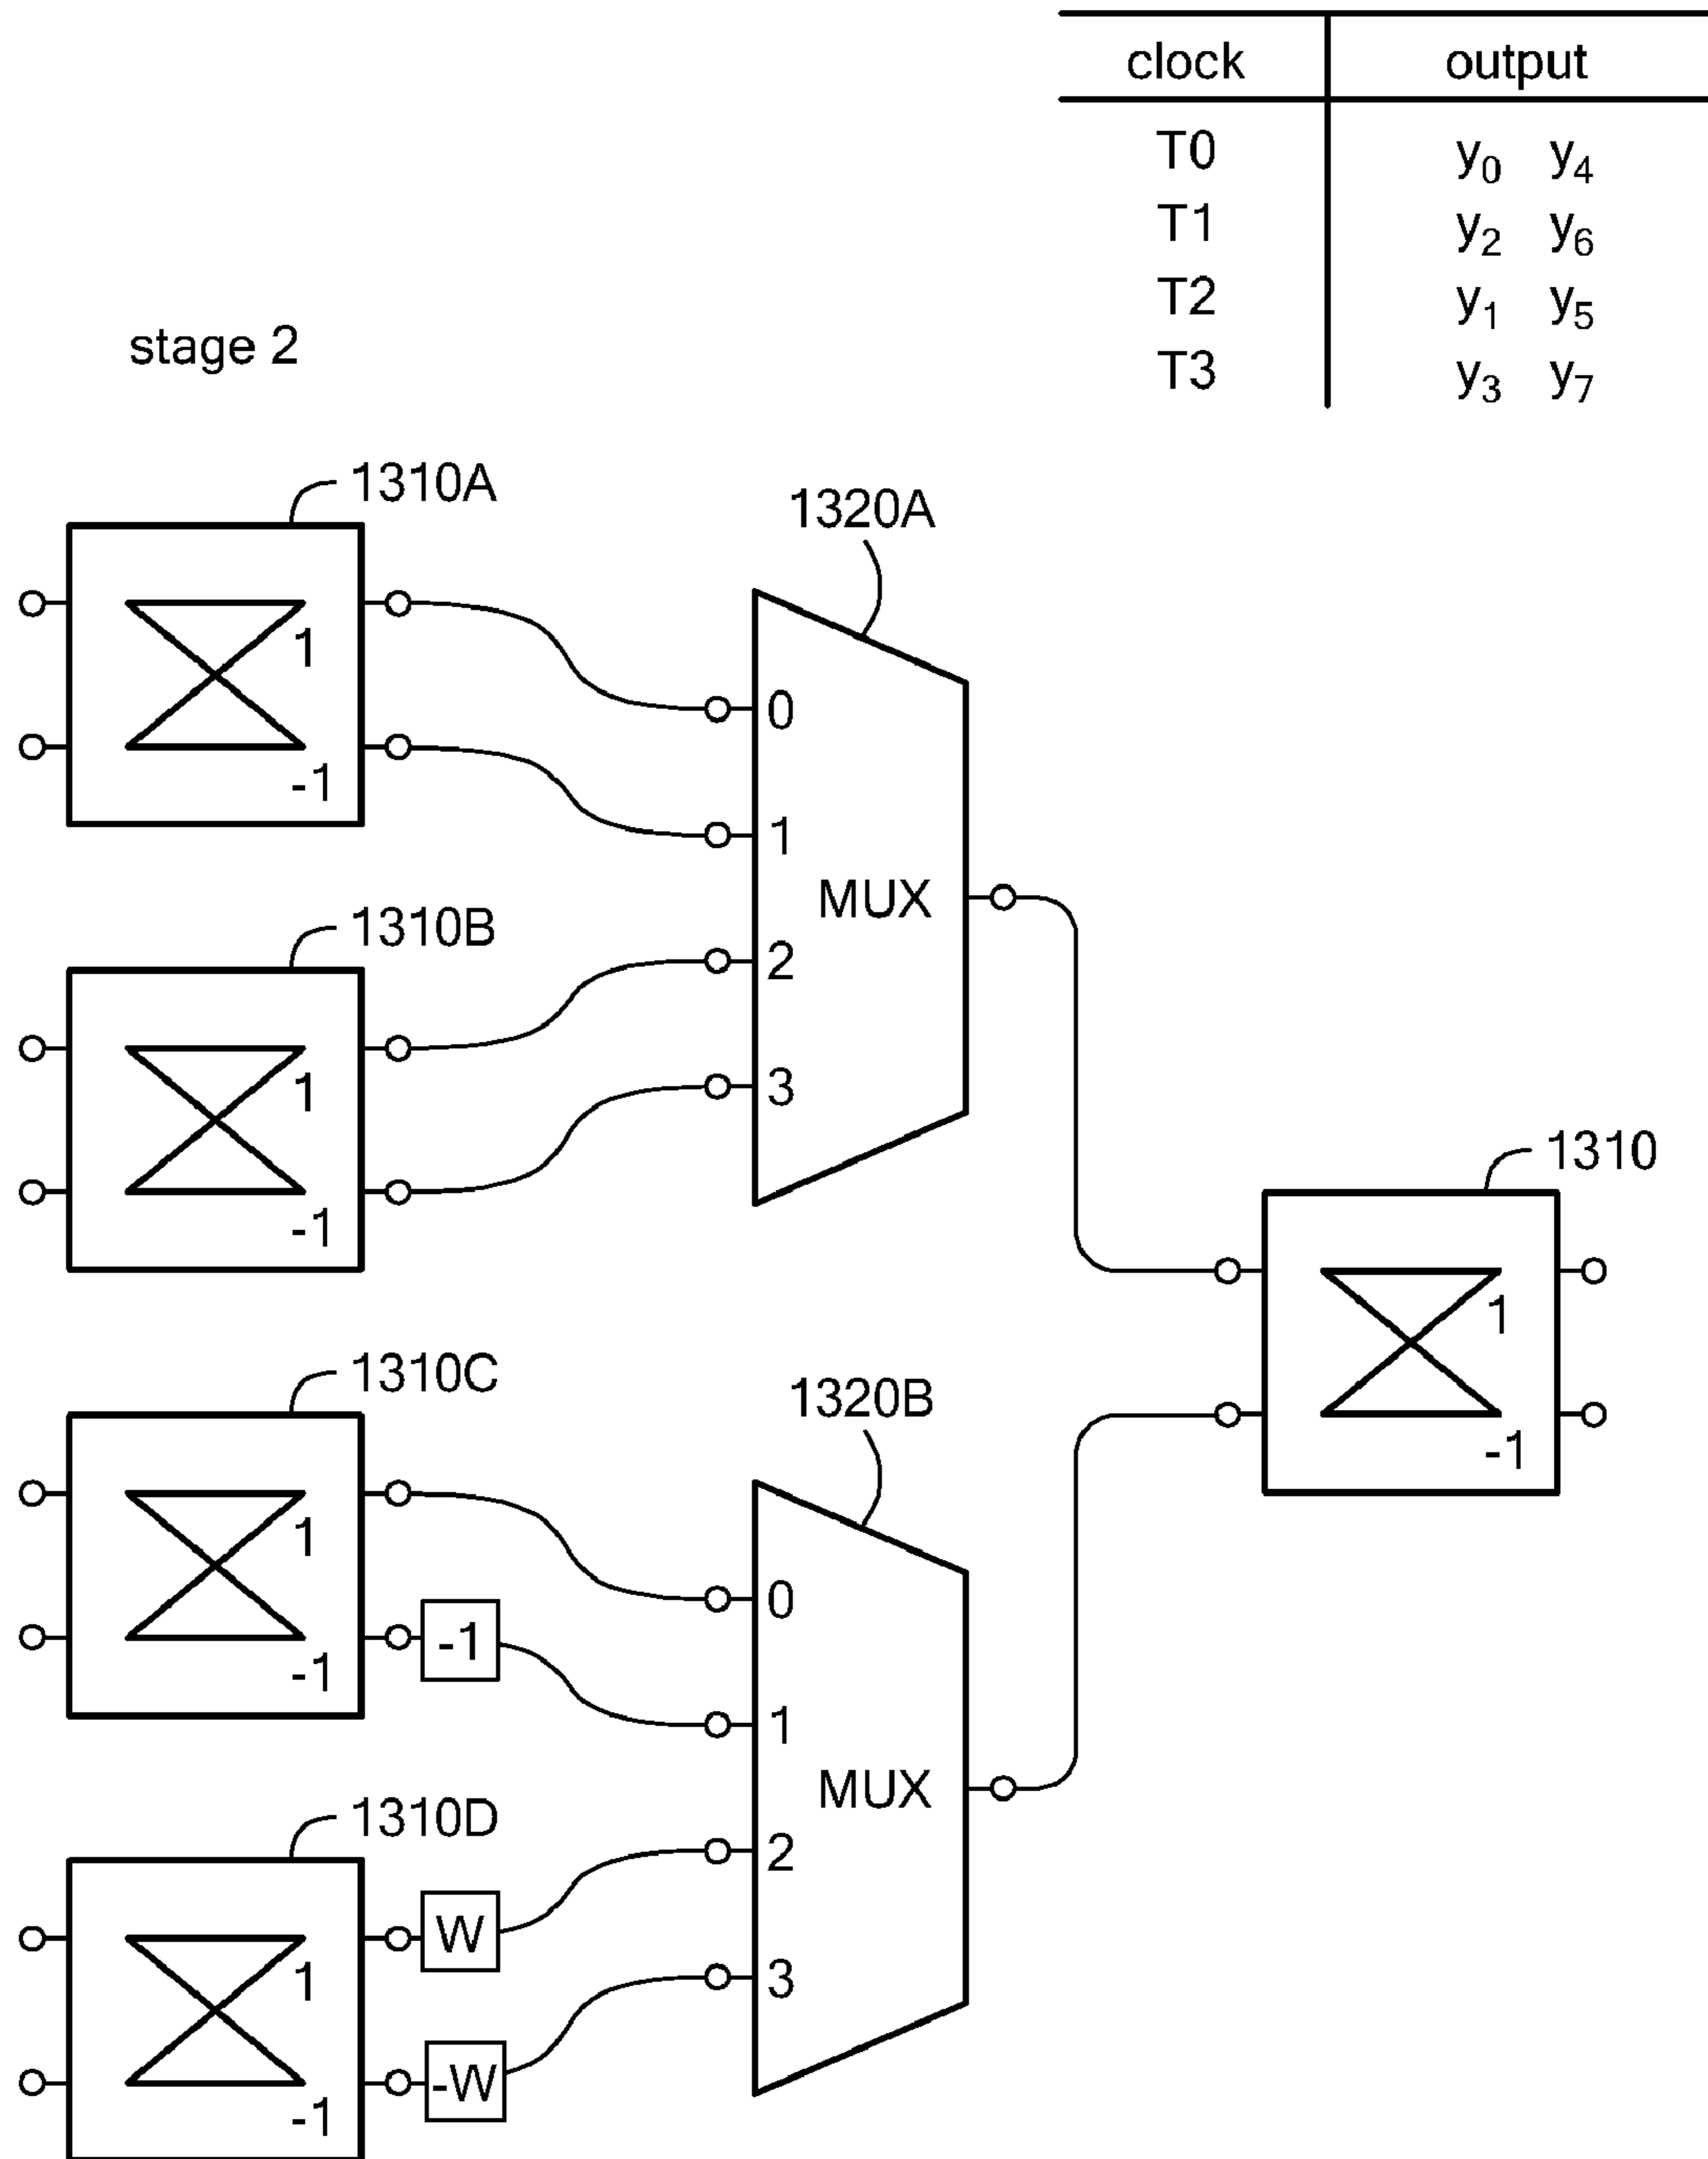 clock output
T0 y0 y4
T1 y2 y6
T2 y1 y5
T3 y3 y7
stage 2
1310A
1320A
1
-1
0
1
MUX
2
3
1310B
1
-1
1310
1
-1
1310C
1320B
1
-1
-1
0
1
MUX
2
3
1310D
W
1
-1
-W